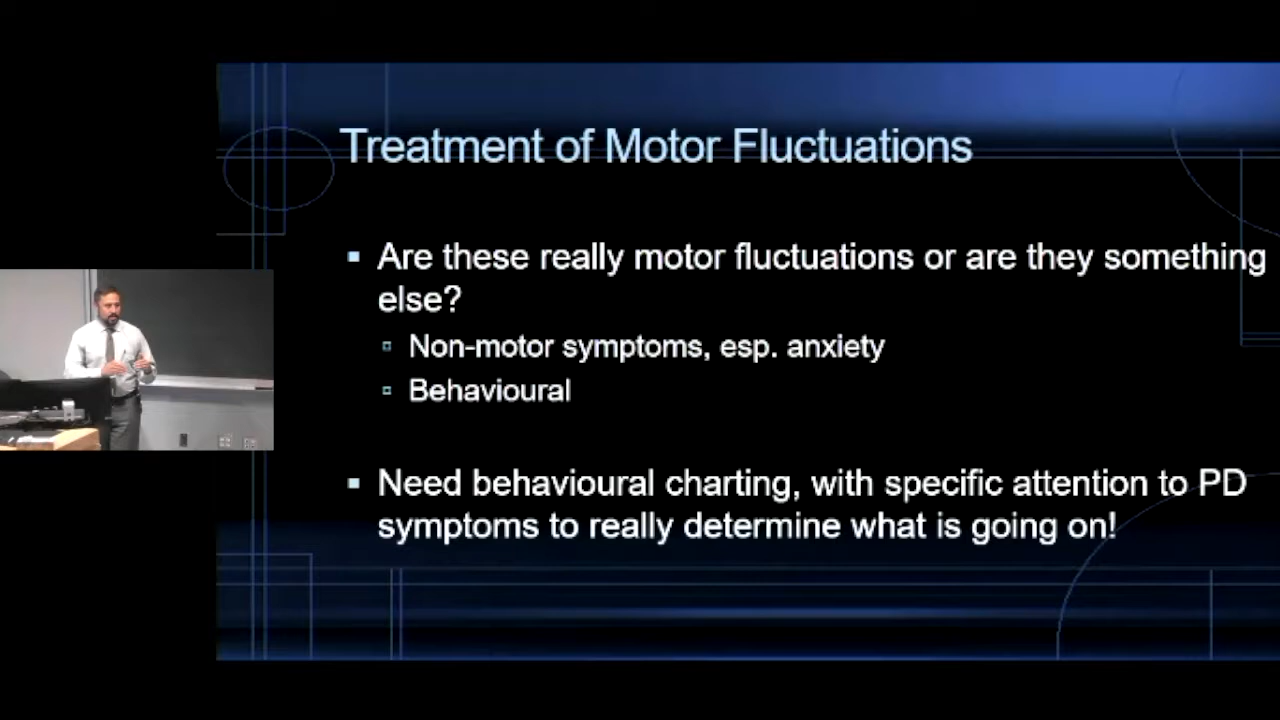 Treatment of Motor Fluctuations
Are these really motor fluctuations or are they something
else?
Non-motor symptoms, esp. anxiety
Behavioural
Need behavioural charting, with specific attention to PD
symptoms to really determine what is going on!